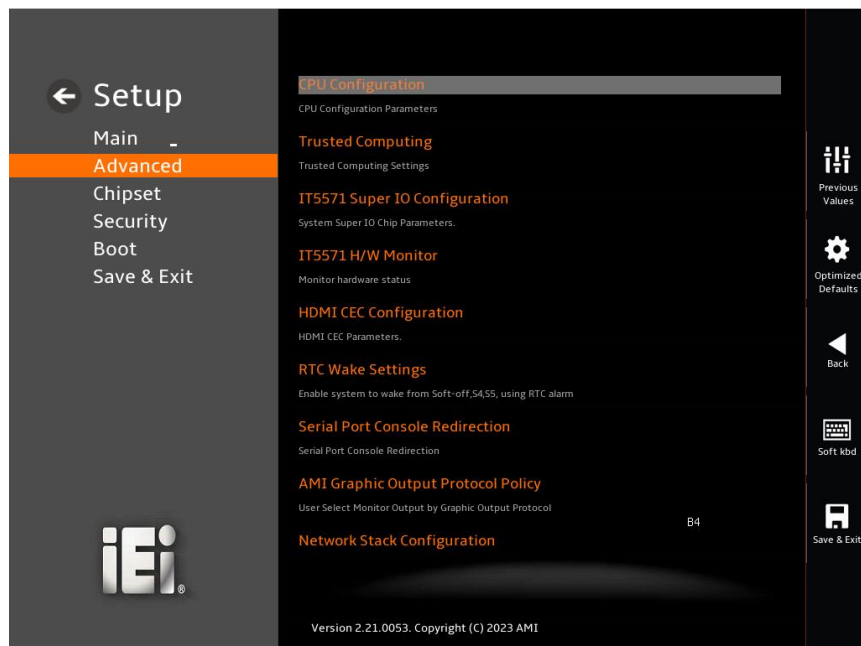 Setup
Main
Advanced
Chipset
Security
Boot
Save & Exit
CPU Configuration
CPU Configuration Parameters
Trusted Computing
Trusted Computing Settings
IT5571 Super IO Configuration
System Super IO Chip Parameters.
IT5571 H/W Monitor
Monitor hardware status
HDMI CEC Configuration
HDMI CEC Parameters.
RTC Wake Settings
Enable system to wake from Soft-off,S4,S5, using RTC alarm
Serial Port Console Redirection
Serial Port Console Redirection
AMI Graphic Output Protocol Policy
User Select Monitor Output by Graphic Output Protocol
B4
Network Stack Configuration
Previous
Values
Optimized
Defaults
Back
Soft kbd
Save & Exit
iEi®
Version 2.21.0053. Copyright (C) 2023 AMI